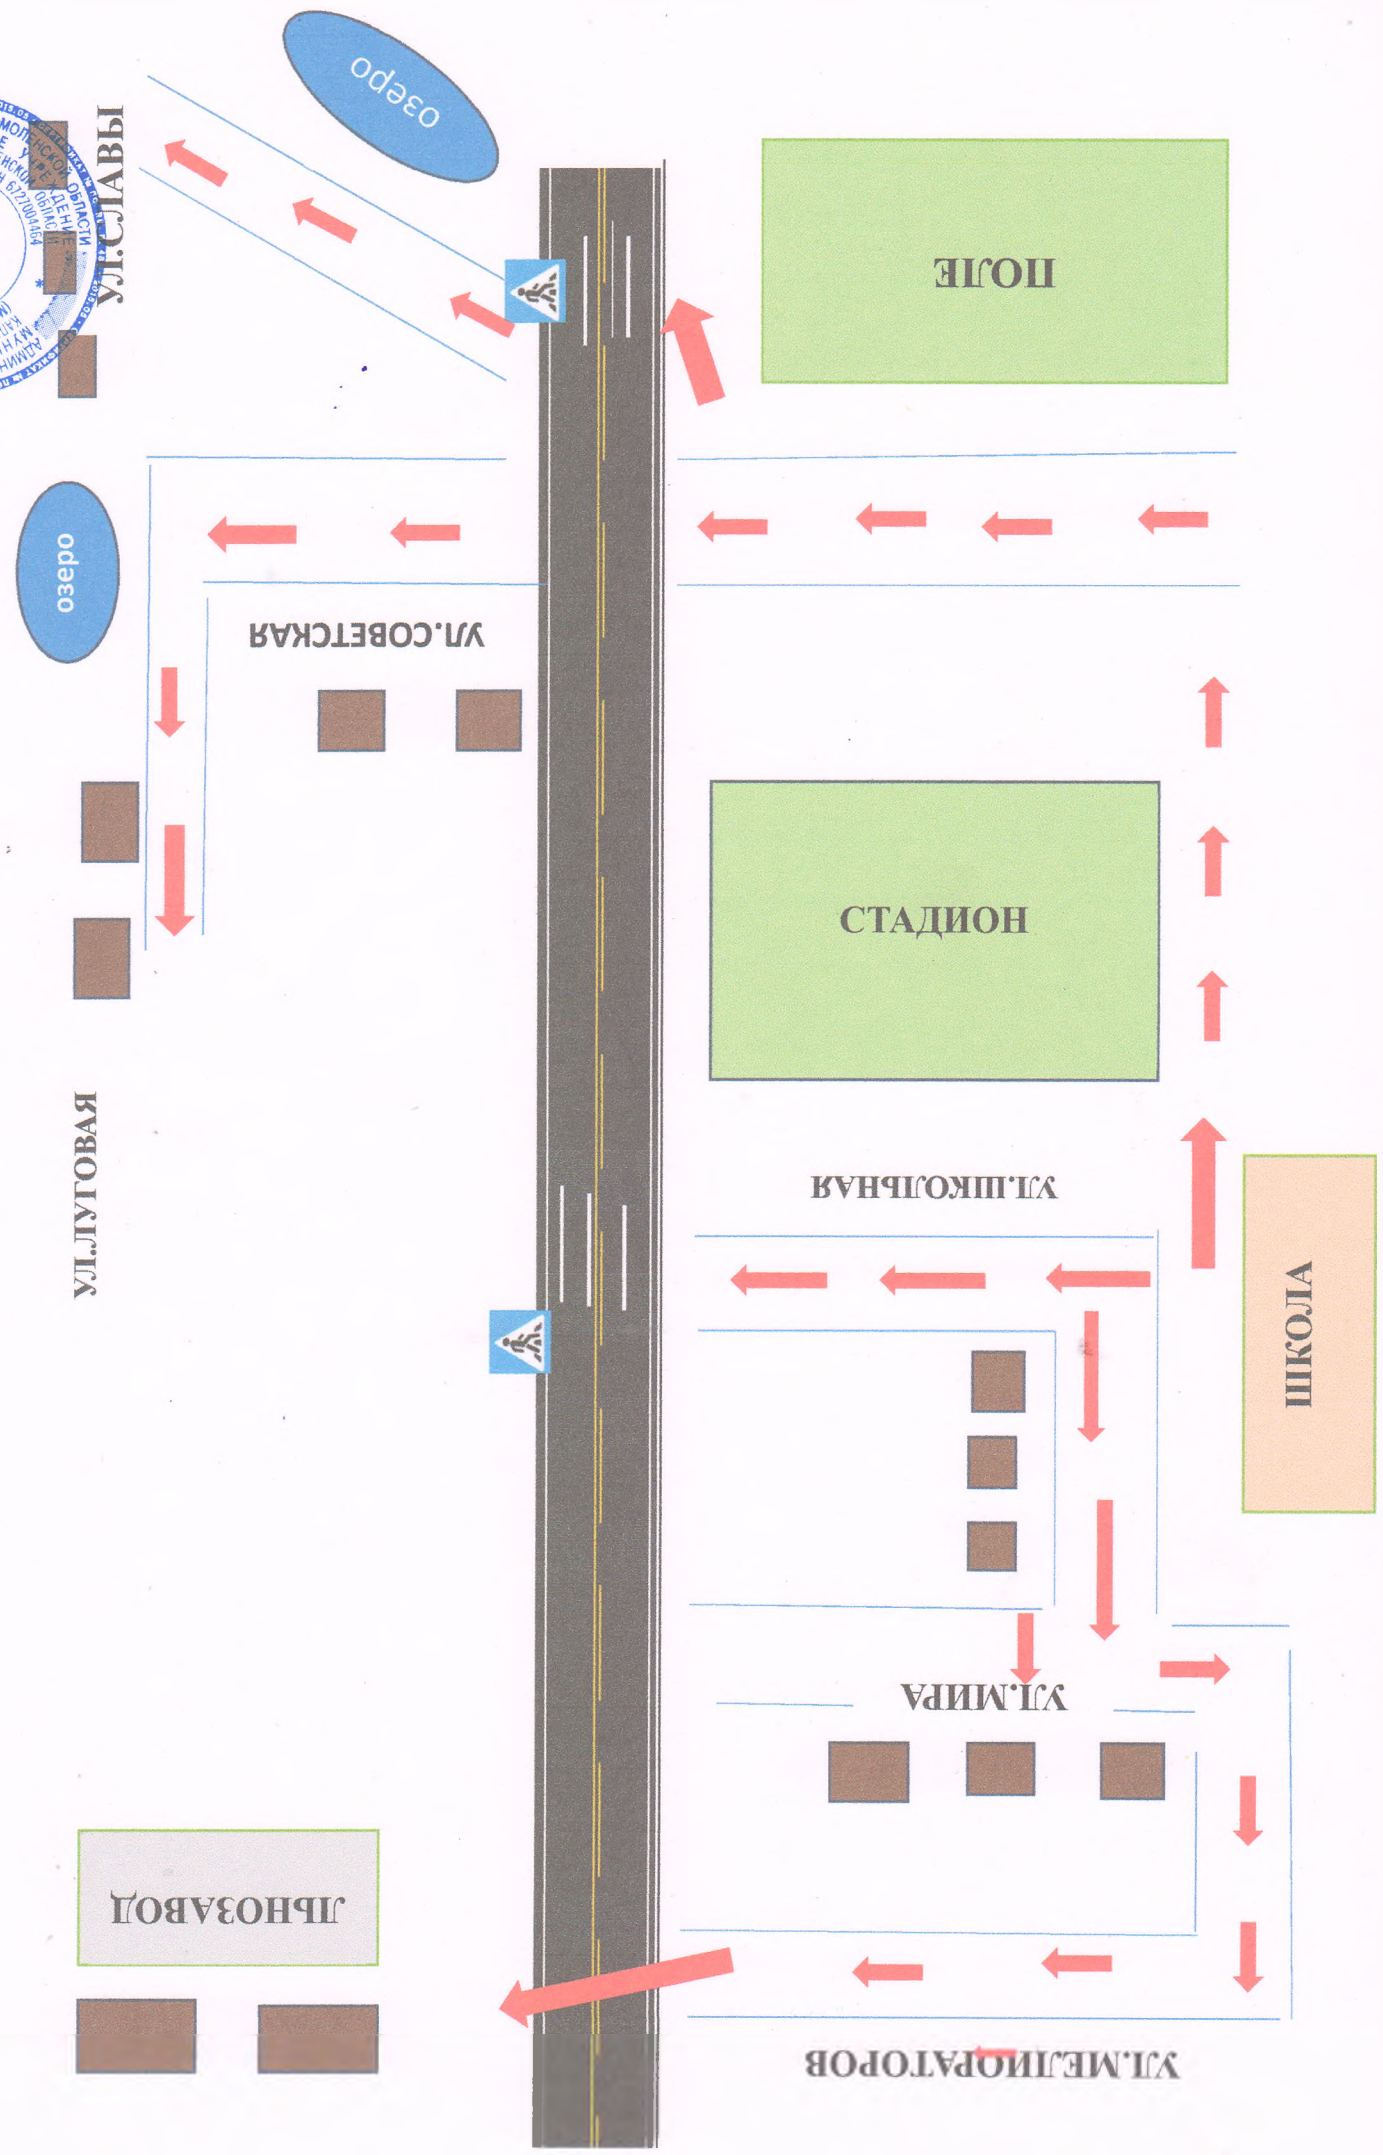 озеро
УЛ.СЛАВЫ
ПОЛЕ
озеро
УЛ.СОВЕТСКАЯ
СТАДИОН
УЛ.ЛУГОВАЯ
УЛ.ШКОЛЬНАЯ
ШКОЛА
УЛ.МИРА
ЛЬНОЗАВОД
УЛ.МЕЛИОРАТОРОВ